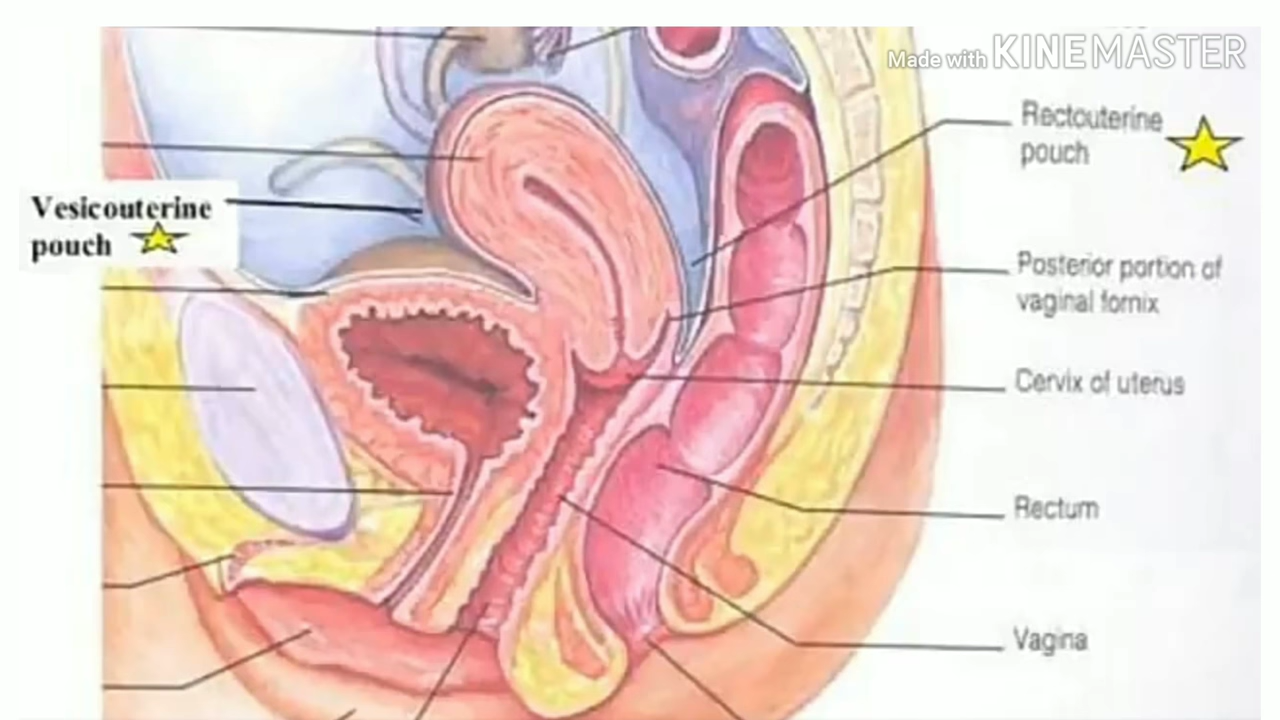 Made with KINEMASTER
Rectouterine
pouch
Vesicouterine
pouch
Posterior portion of
vaginal fornix
Cervix of uterus
Rectum
Vagina